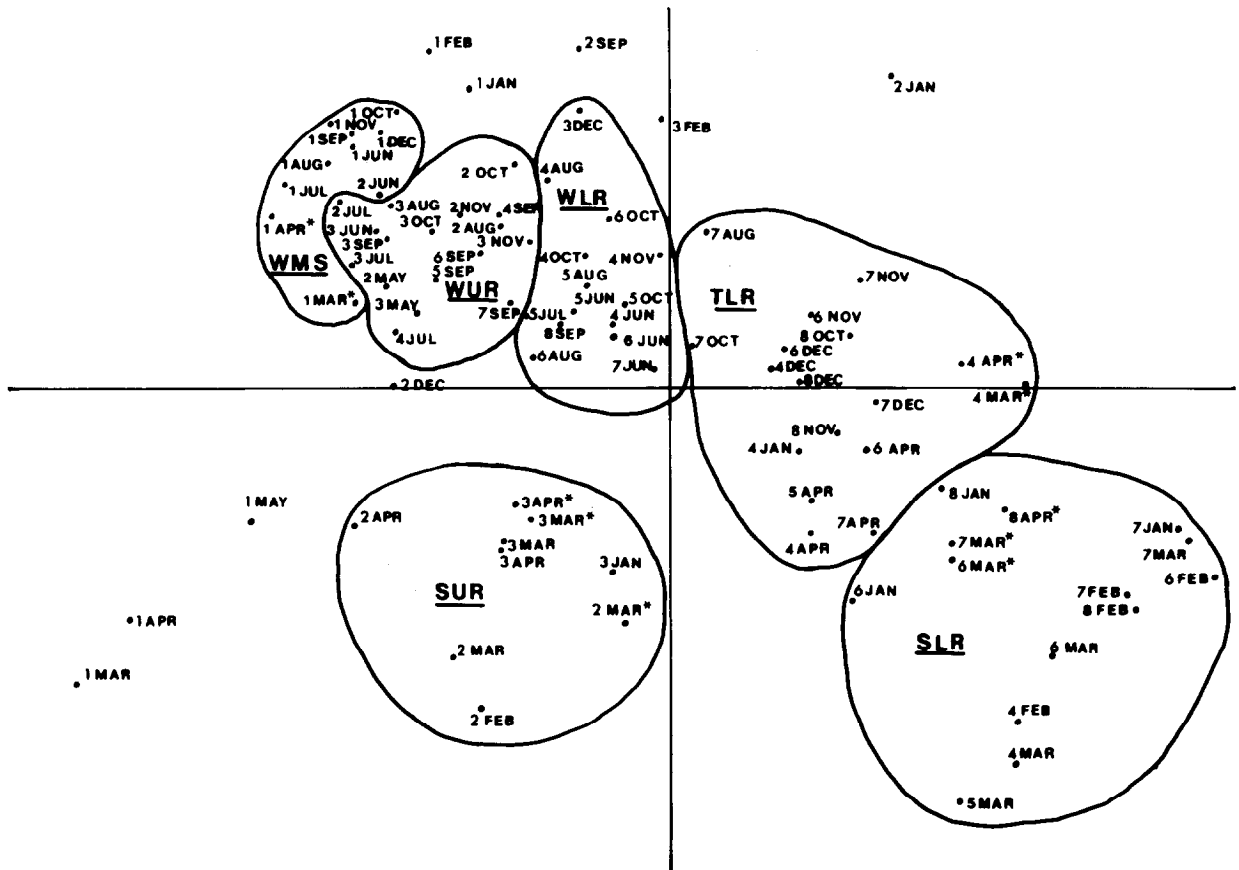 1 FEB
2 SEP
2 JAN
1 JAN
3 FEB
1 OCT
1 NOV
1 SEP
1 DEC
1 JUN
1 AUG
1 JUL
1 APR*
WMS
1 MAR*
2 JUN
2 JUL
3 AUG
3 OCT
3 JUN
3 SEP
3 JUL
2 MAY
3 MAY
4 JUL
2 OCT
2 NOV
4 SEP
2 AUG
3 NOV
6 SEP
5 SEP
WUR
7 SEP
3 DEC
4 AUG
WLR
6 OCT
4 OCT
4 NOV
5 AUG
5 JUN
5 OCT
5 JUL
4 JUN
8 SEP
6 JUN
6 AUG
7 JUN
2 DEC
7 AUG
7 NOV
TLR
6 NOV
8 OCT
7 OCT
6 DEC
4 DEC
8 DEC
4 APR*
4 MAR*
7 DEC
8 NOV
4 JAN
6 APR
5 APR
7 APR
4 APR
1 MAY
2 APR
3 APR*
3 MAR*
3 MAR
3 APR
3 JAN
SUR
2 MAR*
2 MAR
2 FEB
1 APR
1 MAR
8 JAN
8 APR*
7 JAN
7 MAR*
7 MAR
6 MAR*
6 FEB
6 JAN
7 FEB
8 FEB
SLR
6 MAR
4 FEB
4 MAR
5 MAR